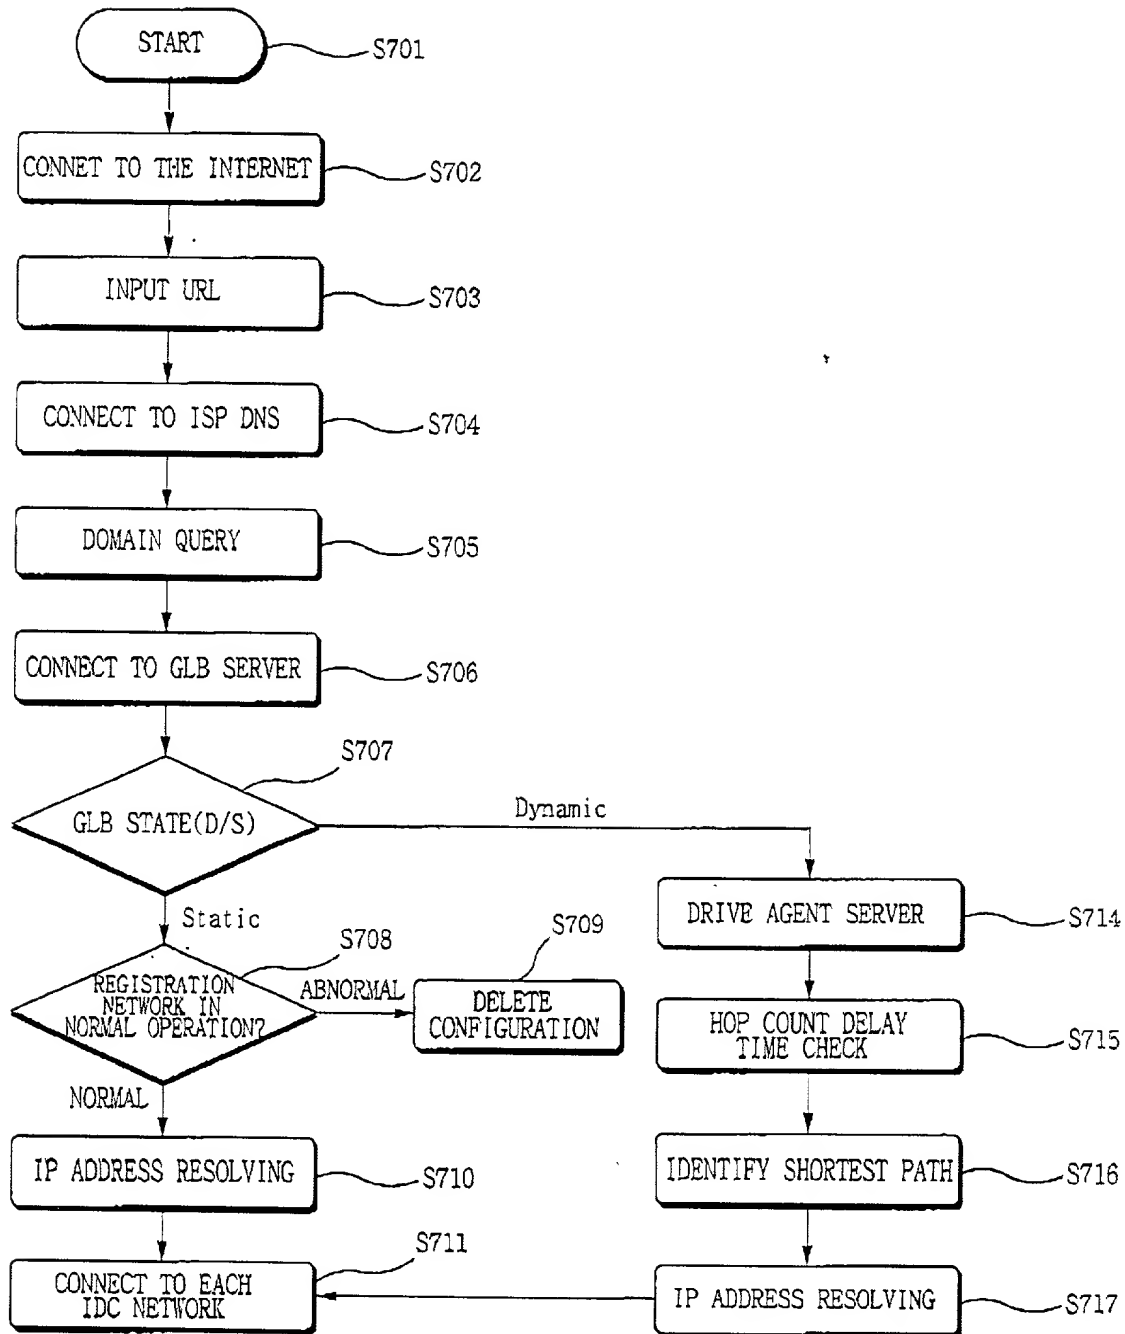 START
S701
CONNET TO THE INTERNET
S702
INPUT URL
S703
CONNECT TO ISP DNS
S704
DOMAIN QUERY
S705
CONNECT TO GLB SERVER
S706
S707
GLB STATE(D/S)
Dynamic
Static
DRIVE AGENT SERVER
S714
S708
REGISTRATION
NETWORK IN
NORMAL OPERATION?
ABNORMAL
S709
DELETE
CONFIGURATION
HOP COUNT DELAY
TIME CHECK
S715
NORMAL
IP ADDRESS RESOLVING
S710
IDENTIFY SHORTEST PATH
S716
S711
CONNECT TO EACH
IDC NETWORK
IP ADDRESS RESOLVING
S717